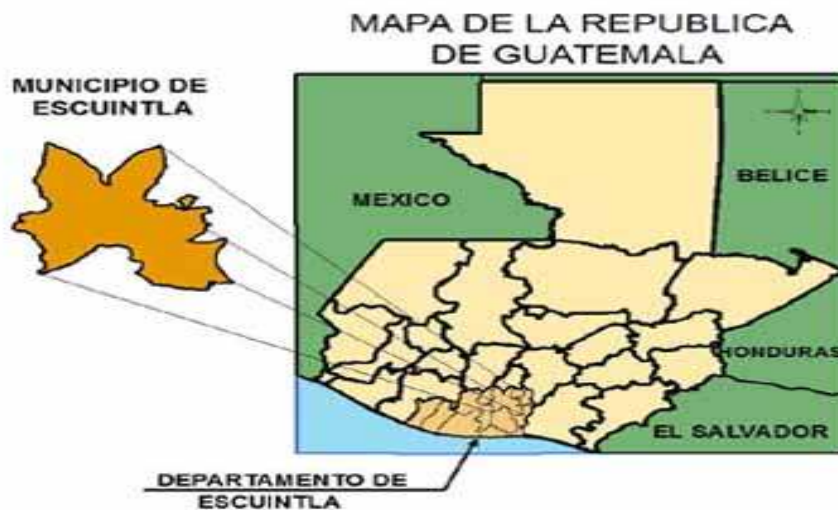 MAPA DE LA REPUBLICA
DE GUATEMALA
MUNICIPIO DE
ESCUINTLA
MEXICO
BELICE
HONDURAS
EL SALVADOR
DEPARTAMENTO DE
ESCUINTLA